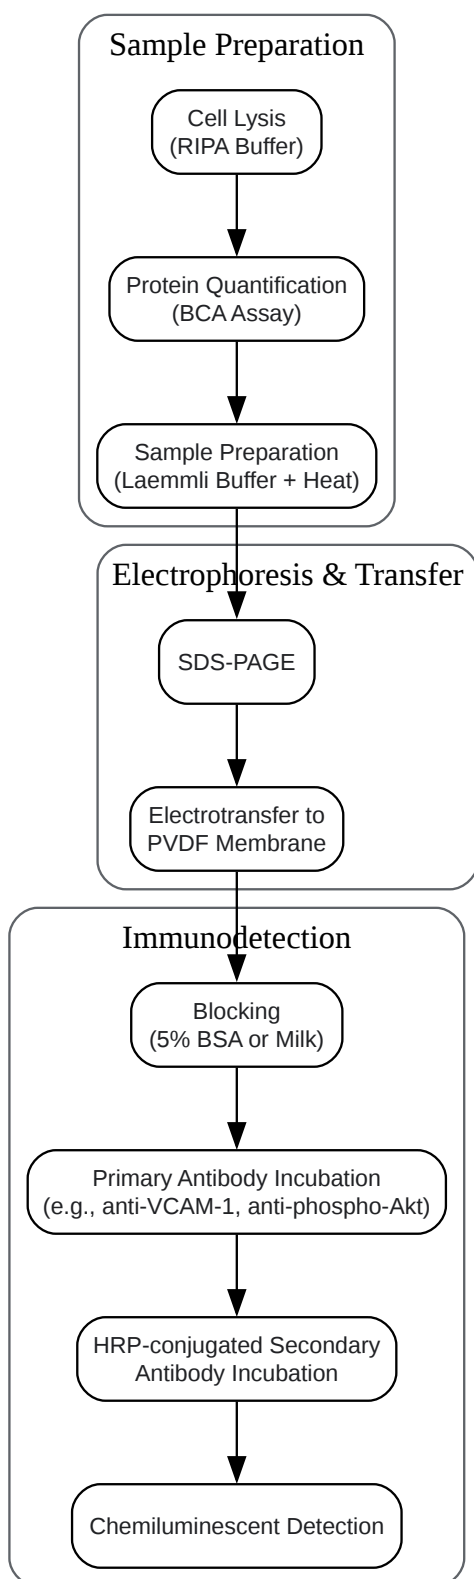 Sample Preparation
Cell Lysis
(RIPA Buffer)
Protein Quantification
(BCA Assay)
Sample Preparation
(Laemmli Buffer + Heat)
Electrophoresis & Transfer
SDS-PAGE
Electrotransfer to
PVDF Membrane
Immunodetection
Blocking
(5% BSA or Milk)
Primary Antibody Incubation
(e.g., anti-VCAM-1, anti-phospho-Akt)
HRP-conjugated Secondary
Antibody Incubation
Chemiluminescent Detection